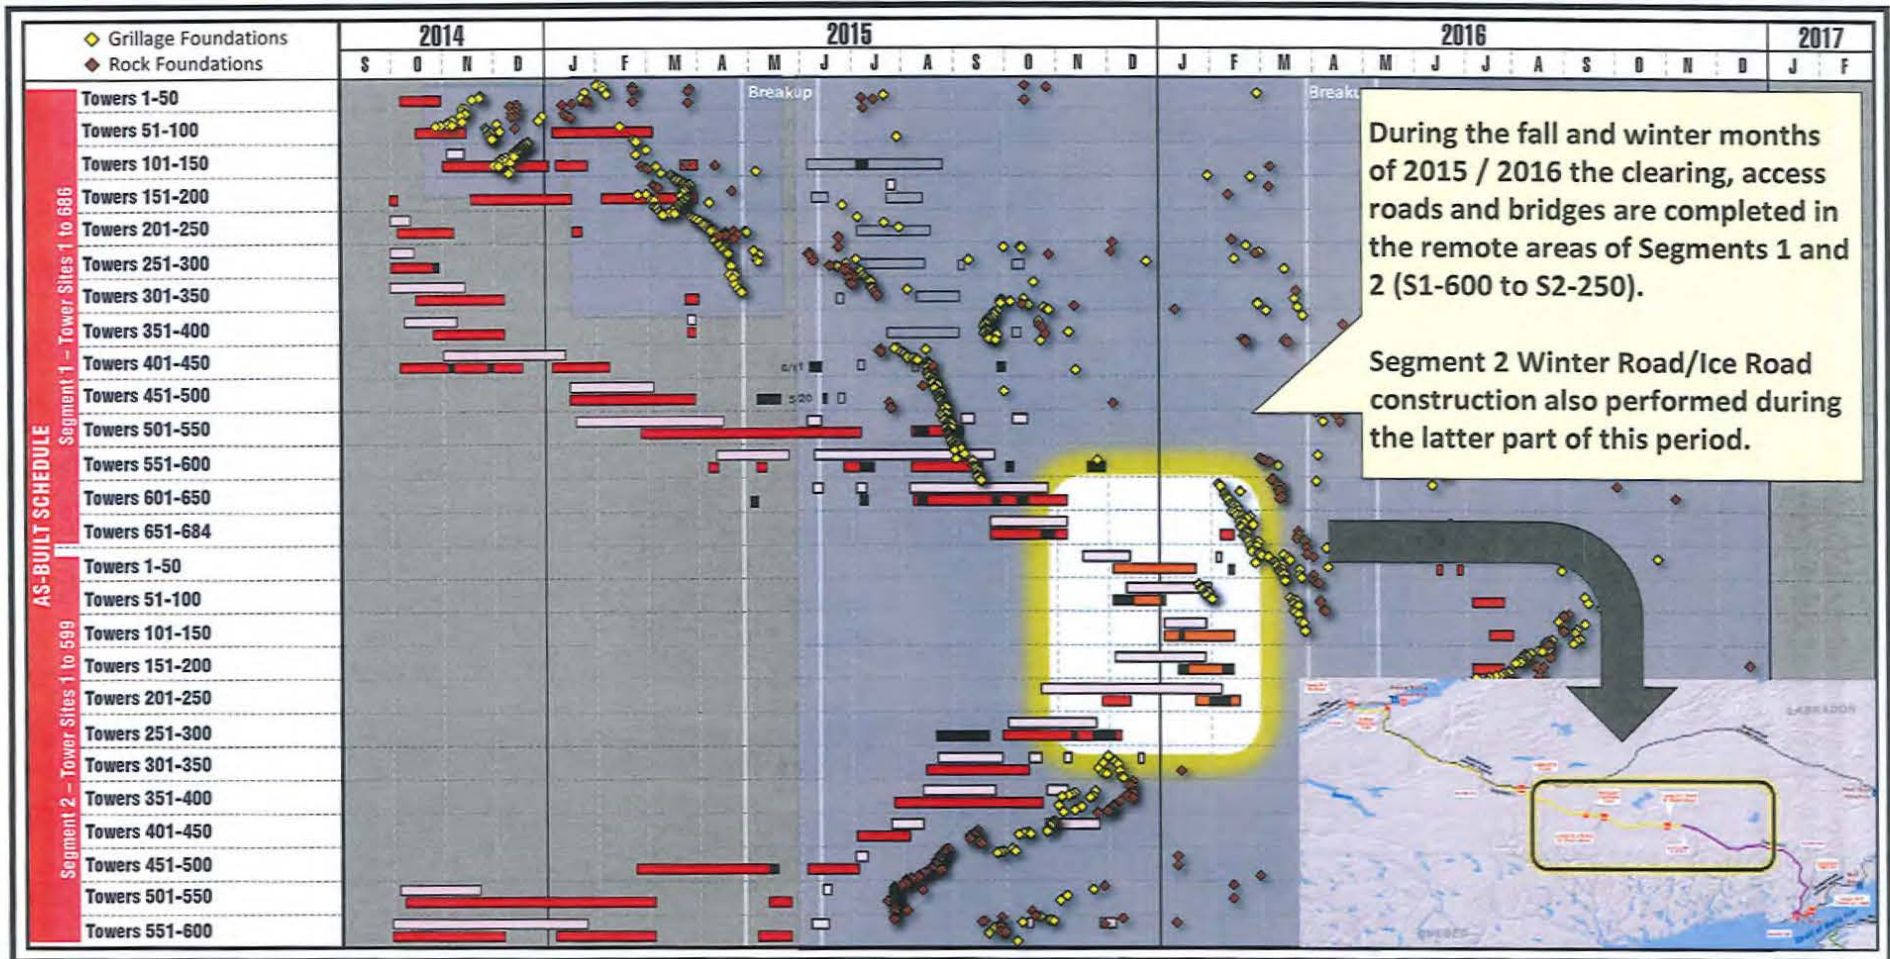 Grillage Foundations
Rock Foundations
2014
2015
2016
2017
S O N D J F M A M J J A S O N D J F M A M J J A S O N D J F
AS-BUILT SCHEDULE
Segment 1 – Tower Sites 1 to 686
Towers 1-50
Breakup
Towers 51-100
Towers 101-150
Towers 151-200
Towers 201-250
Towers 251-300
Towers 301-350
Towers 351-400
Towers 401-450
Towers 451-500
5/20
Towers 501-550
Towers 551-600
Towers 601-650
Towers 651-684
Segment 2 – Tower Sites 1 to 599
Towers 1-50
Towers 51-100
Towers 101-150
Towers 151-200
Towers 201-250
Towers 251-300
Towers 301-350
Towers 351-400
Towers 401-450
Towers 451-500
Towers 501-550
Towers 551-600
During the fall and winter months
of 2015 / 2016 the clearing, access
roads and bridges are completed in
the remote areas of Segments 1 and
2 (S1-600 to S2-250).
Segment 2 Winter Road/Ice Road
construction also performed during
the latter part of this period.
LABRADOR
QUEBEC